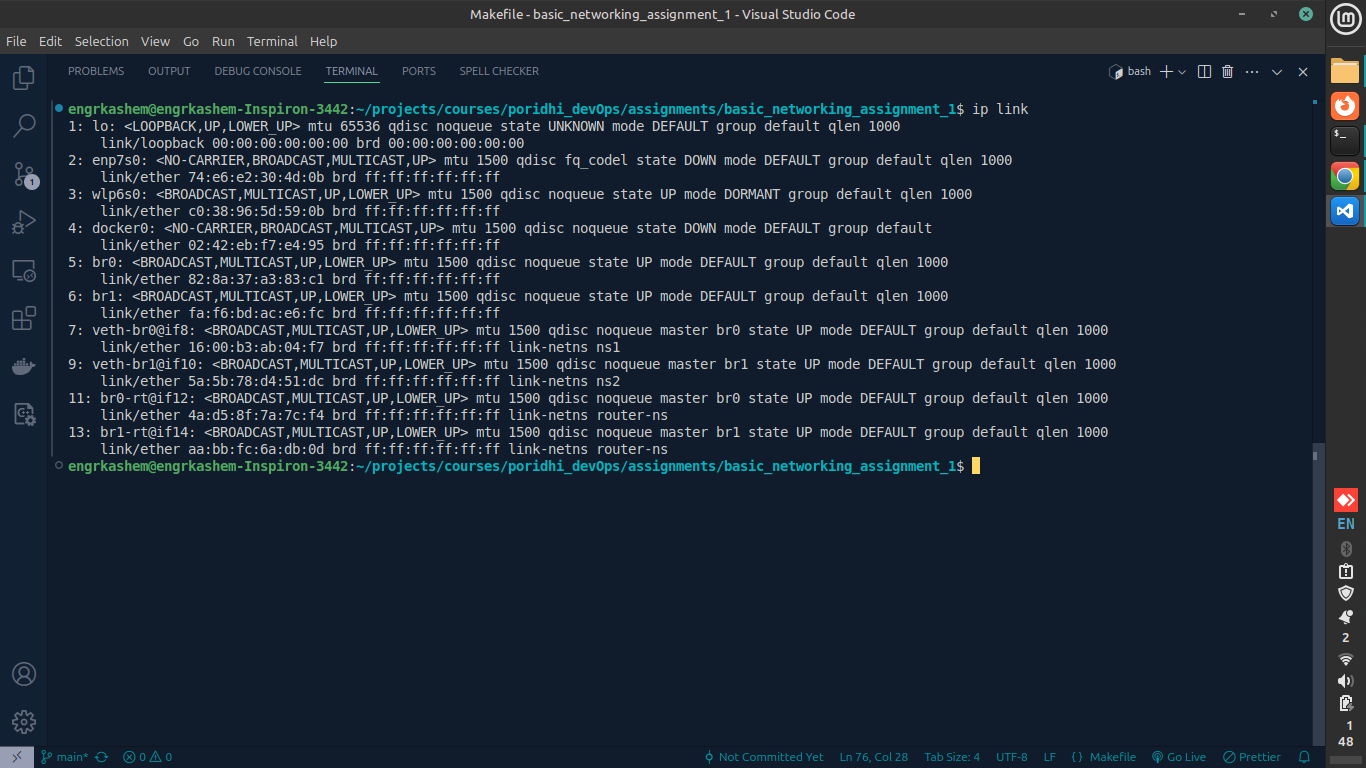 Makefile - basic_networking_assignment_1 - Visual Studio Code
File Edit Selection View Go Run Terminal Help
PROBLEMS OUTPUT DEBUG CONSOLE TERMINAL PORTS SPELL CHECKER
bash
engrkashem@engrkashem-Inspiron-3442:~/projects/courses/poridhi_devOps/assignments/basic_networking_assignment_1$ ip link
1: lo: <LOOPBACK,UP,LOWER_UP> mtu 65536 qdisc noqueue state UNKNOWN mode DEFAULT group default qlen 1000
link/loopback 00:00:00:00:00:00 brd 00:00:00:00:00:00
2: enp7s0: <NO-CARRIER,BROADCAST,MULTICAST,UP> mtu 1500 qdisc fq_codel state DOWN mode DEFAULT group default qlen 1000
link/ether 74:e6:e2:30:4d:0b brd ff:ff:ff:ff:ff:ff
3: wlp6s0: <BROADCAST,MULTICAST,UP,LOWER_UP> mtu 1500 qdisc noqueue state UP mode DORMANT group default qlen 1000
link/ether c0:38:96:5d:59:0b brd ff:ff:ff:ff:ff:ff
4: docker0: <NO-CARRIER,BROADCAST,MULTICAST,UP> mtu 1500 qdisc noqueue state DOWN mode DEFAULT group default
link/ether 02:42:eb:f7:e4:95 brd ff:ff:ff:ff:ff:ff
5: br0: <BROADCAST,MULTICAST,UP,LOWER_UP> mtu 1500 qdisc noqueue state UP mode DEFAULT group default qlen 1000
link/ether 82:8a:37:a3:83:c1 brd ff:ff:ff:ff:ff:ff
6: br1: <BROADCAST,MULTICAST,UP,LOWER_UP> mtu 1500 qdisc noqueue state UP mode DEFAULT group default qlen 1000
link/ether fa:f6:bd:ac:e6:fc brd ff:ff:ff:ff:ff:ff
7: veth-br0@if8: <BROADCAST,MULTICAST,UP,LOWER_UP> mtu 1500 qdisc noqueue master br0 state UP mode DEFAULT group default qlen 1000
link/ether 16:00:b3:ab:04:f7 brd ff:ff:ff:ff:ff:ff link-netns ns1
9: veth-br1@if10: <BROADCAST,MULTICAST,UP,LOWER_UP> mtu 1500 qdisc noqueue master br1 state UP mode DEFAULT group default qlen 1000
link/ether 5a:5b:78:d4:51:dc brd ff:ff:ff:ff:ff:ff link-netns ns2
11: br0-rt@if12: <BROADCAST,MULTICAST,UP,LOWER_UP> mtu 1500 qdisc noqueue master br0 state UP mode DEFAULT group default qlen 1000
link/ether 4a:d5:8f:7a:7c:f4 brd ff:ff:ff:ff:ff:ff link-netns router-ns
13: br1-rt@if14: <BROADCAST,MULTICAST,UP,LOWER_UP> mtu 1500 qdisc noqueue master br1 state UP mode DEFAULT group default qlen 1000
link/ether aa:bb:fc:6a:db:0d brd ff:ff:ff:ff:ff:ff link-netns router-ns
engrkashem@engrkashem-Inspiron-3442:~/projects/courses/poridhi_devOps/assignments/basic_networking_assignment_1$
1
EN
2
1
48
main* 0 0 Not Committed Yet Ln 76, Col 28 Tab Size: 4 UTF-8 LF { } Makefile Go Live Prettier